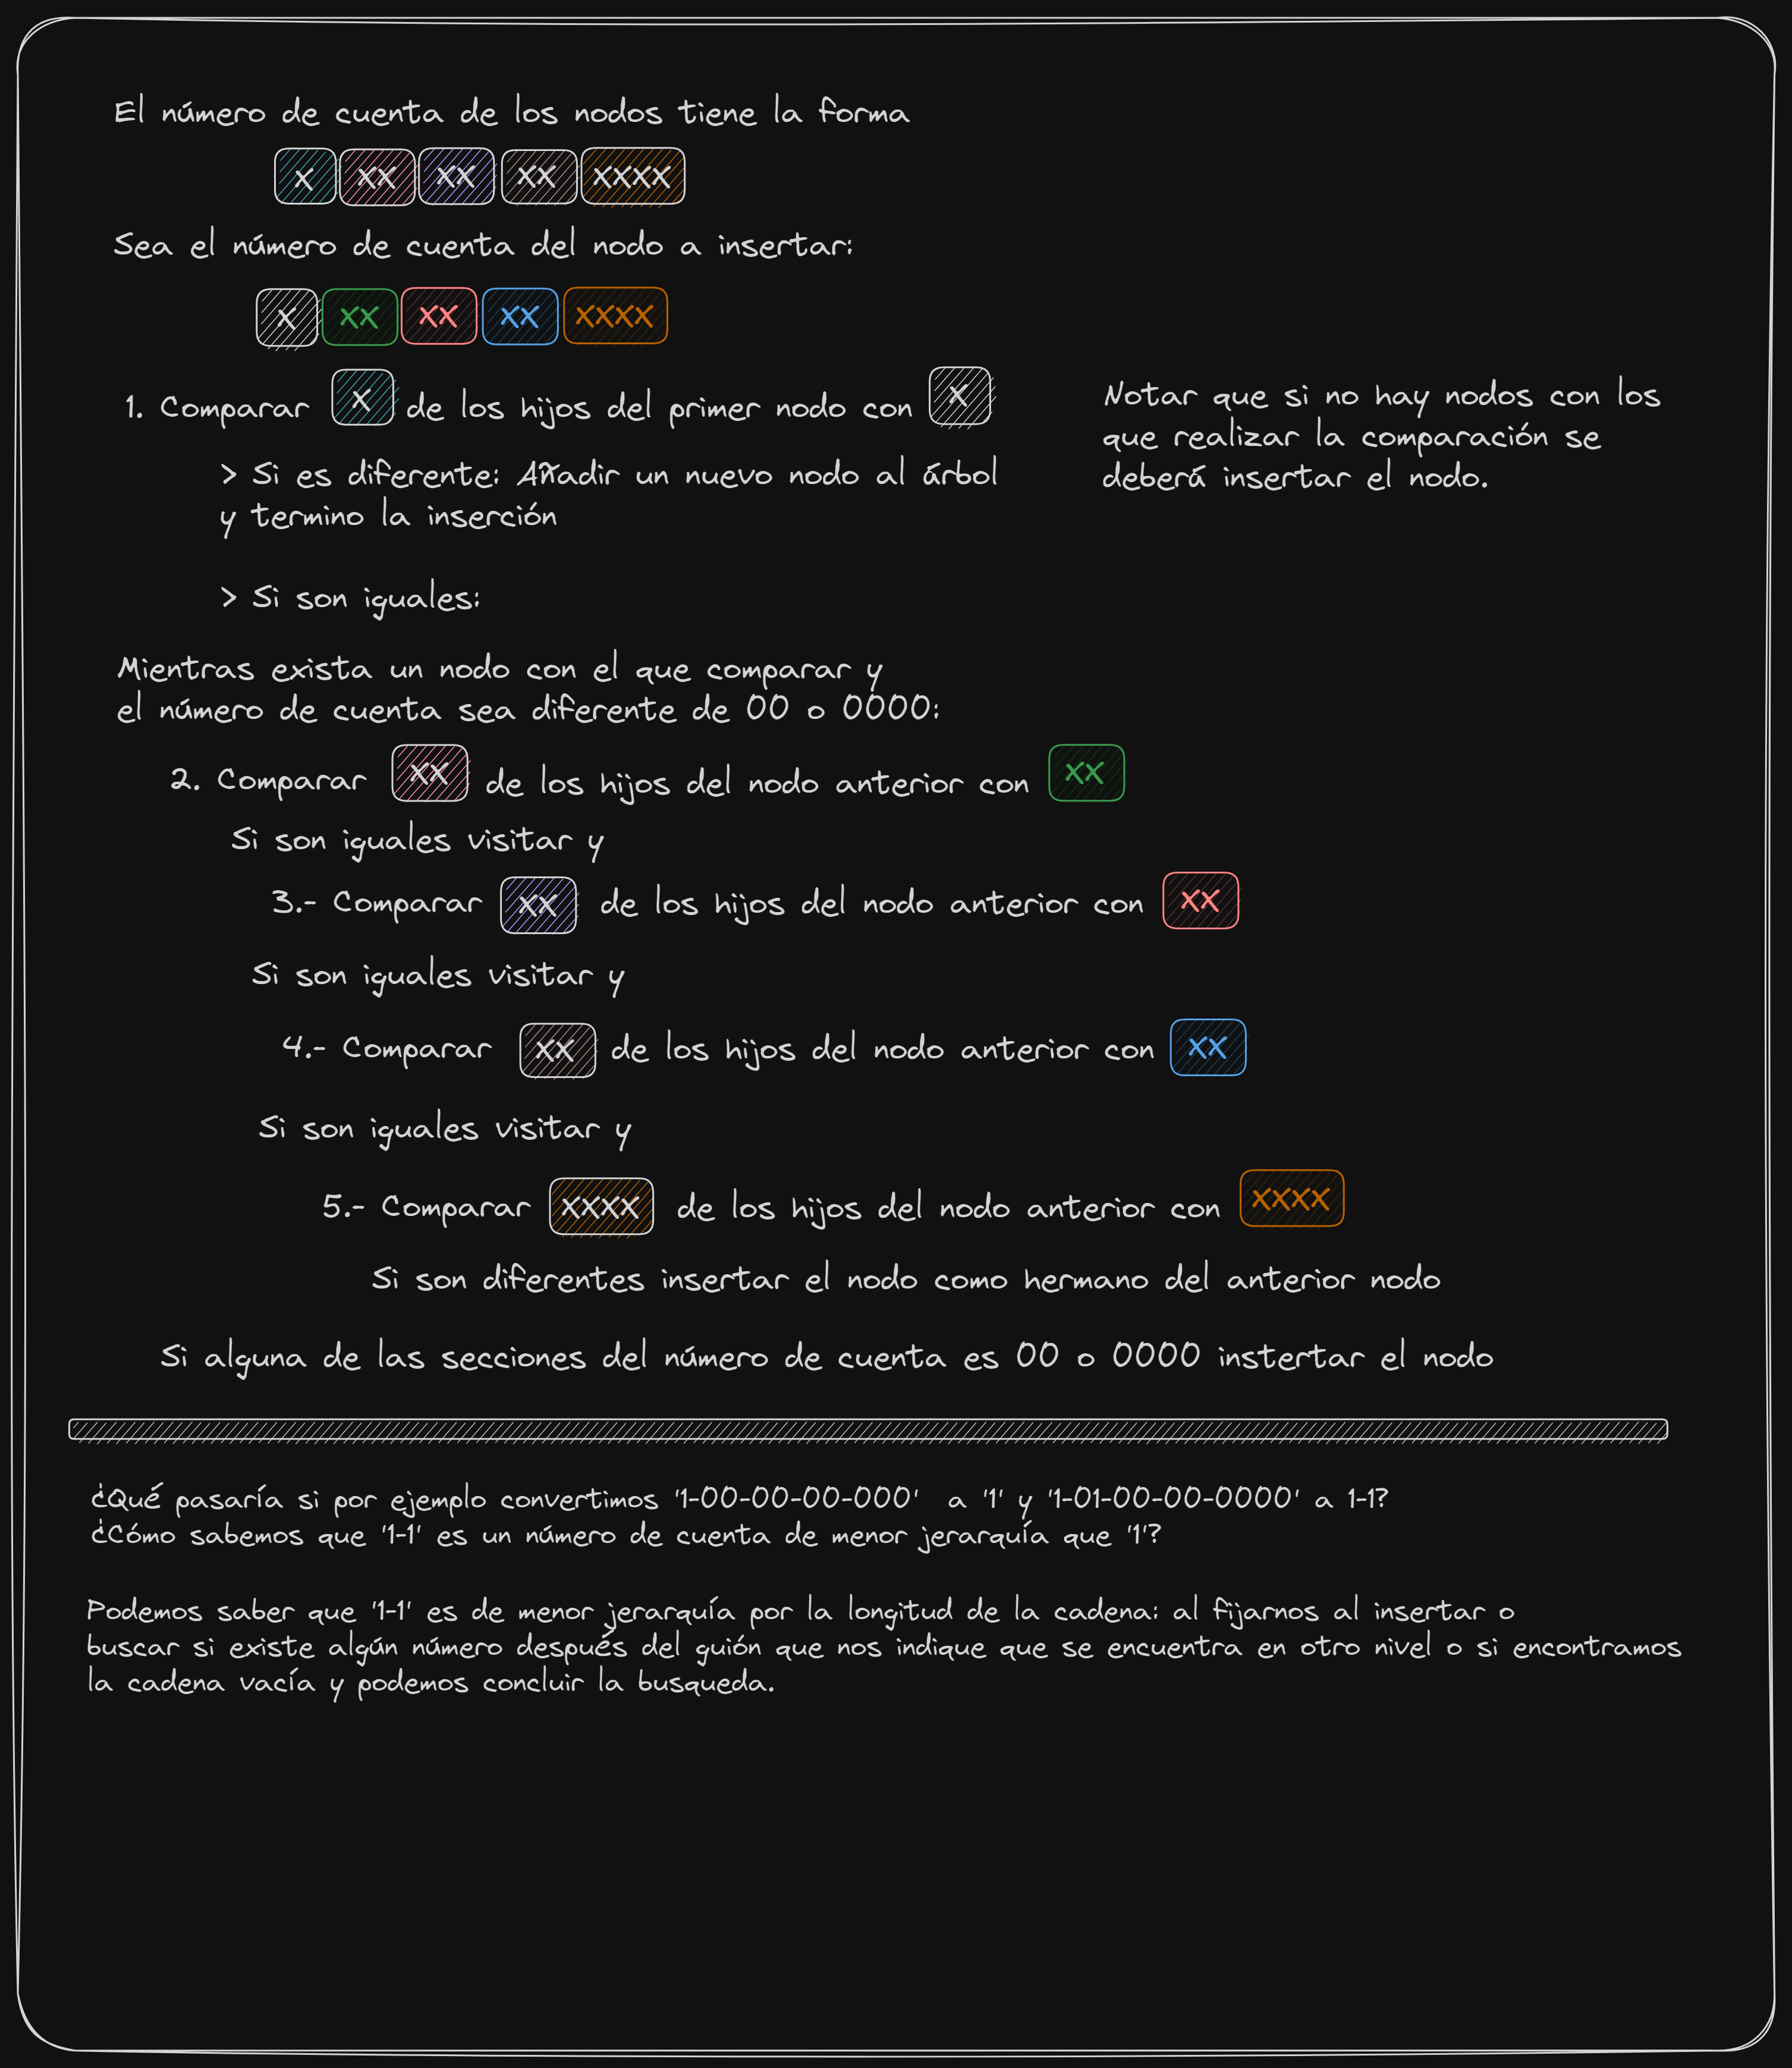 El número de cuenta de los nodos tiene la forma
x xx xx xx xxxx
Sea el número de cuenta del nodo a insertar:
x xx xx xx xxxx
1. Comparar x de los hijos del primer nodo con x
> Si es diferente: Añadir un nuevo nodo al árbol
y termino la inserción
> Si son iguales:
Notar que si no hay nodos con los
que realizar la comparación se
deberá insertar el nodo.
Mientras exista un nodo con el que comparar y
el número de cuenta sea diferente de 00 o 0000:
2. Comparar xx de los hijos del nodo anterior con xx
Si son iguales visitar y
3.- Comparar xx de los hijos del nodo anterior con xx
Si son iguales visitar y
4.- Comparar xx de los hijos del nodo anterior con xx
Si son iguales visitar y
5.- Comparar xxxx de los hijos del nodo anterior con xxxx
Si son diferentes insertar el nodo como hermano del anterior nodo
Si alguna de las secciones del número de cuenta es 00 o 0000 instertar el nodo
¿Qué pasaría si por ejemplo convertimos '1-00-00-00-000' a '1' y '1-01-00-00-0000' a 1-1?
¿Cómo sabemos que '1-1' es un número de cuenta de menor jerarquía que '1'?
Podemos saber que '1-1' es de menor jerarquía por la longitud de la cadena: al fijarnos al insertar o
buscar si existe algún número después del guión que nos indique que se encuentra en otro nivel o si encontramos
la cadena vacía y podemos concluir la busqueda.